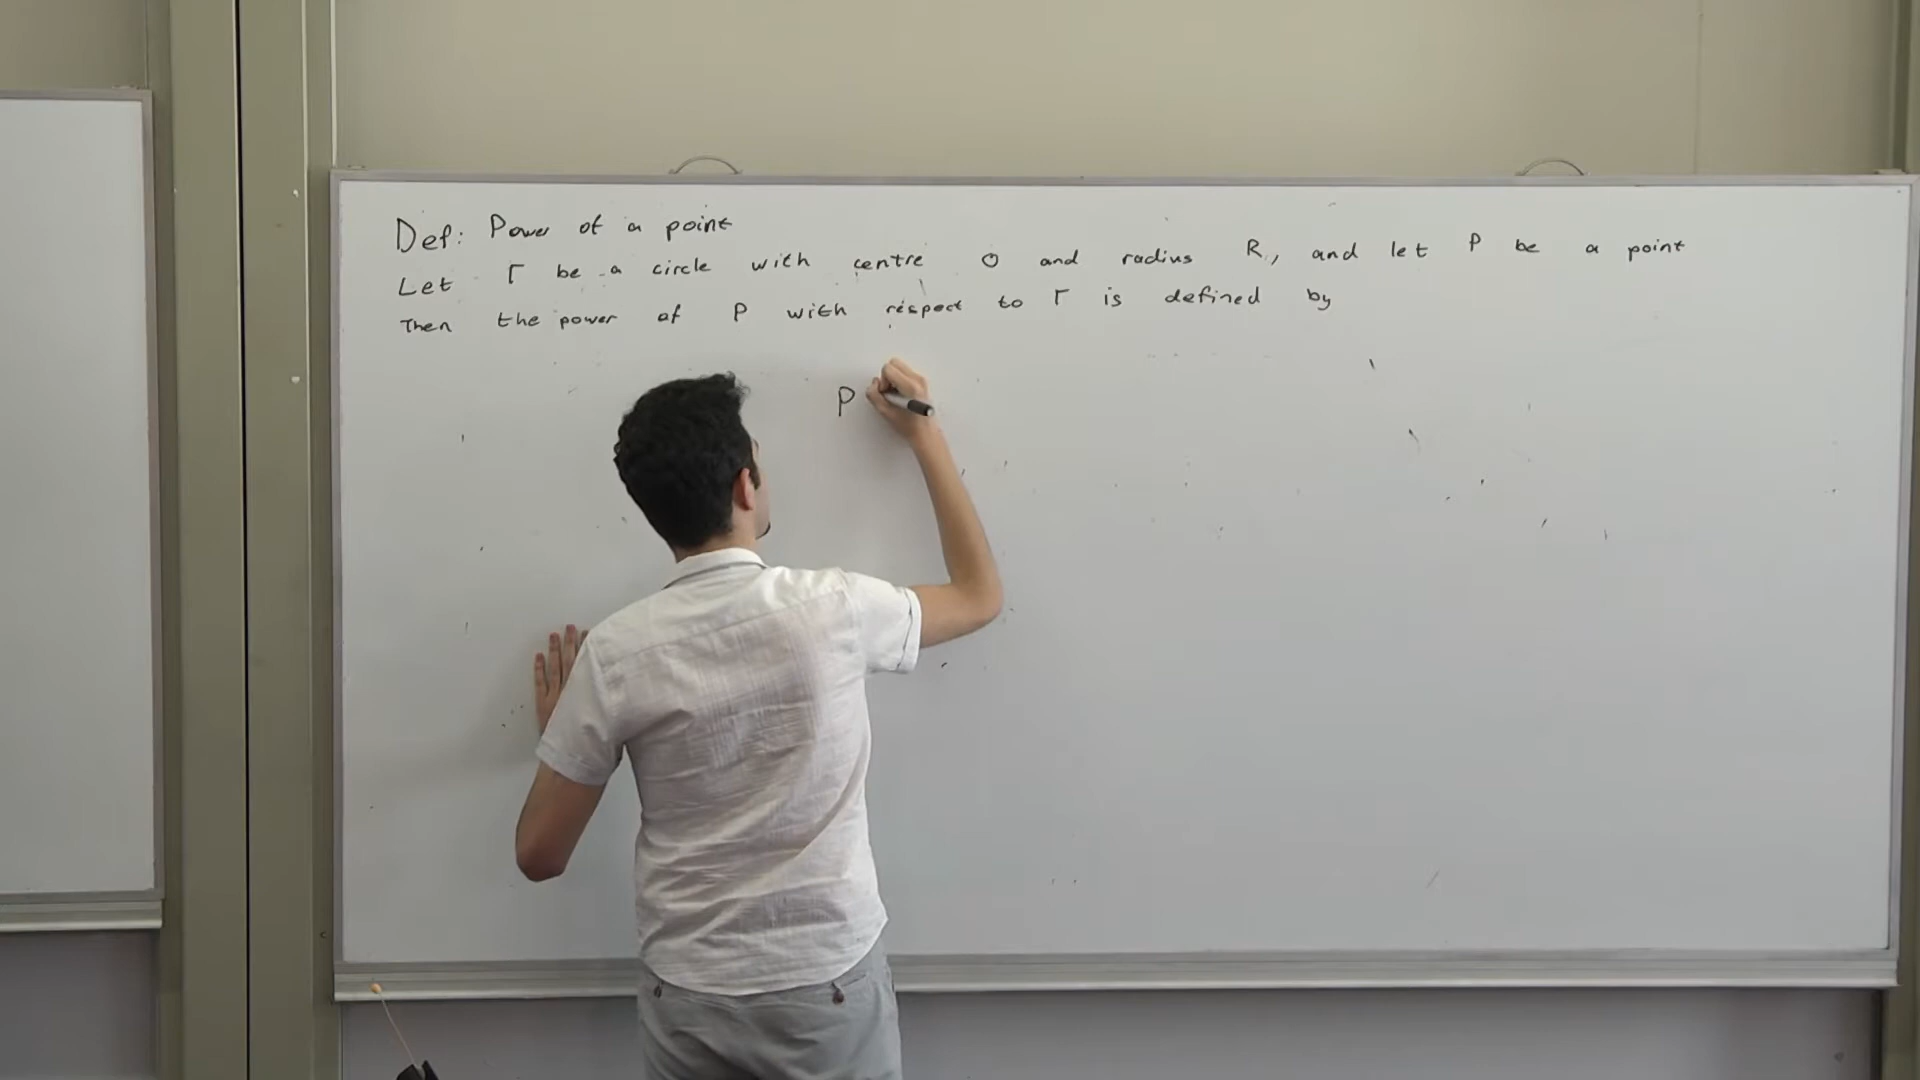 Def: Power of a point
Let Γ be a circle with centre O and radius R, and let P be a point
Then the power of P with respect to Γ is defined by
P